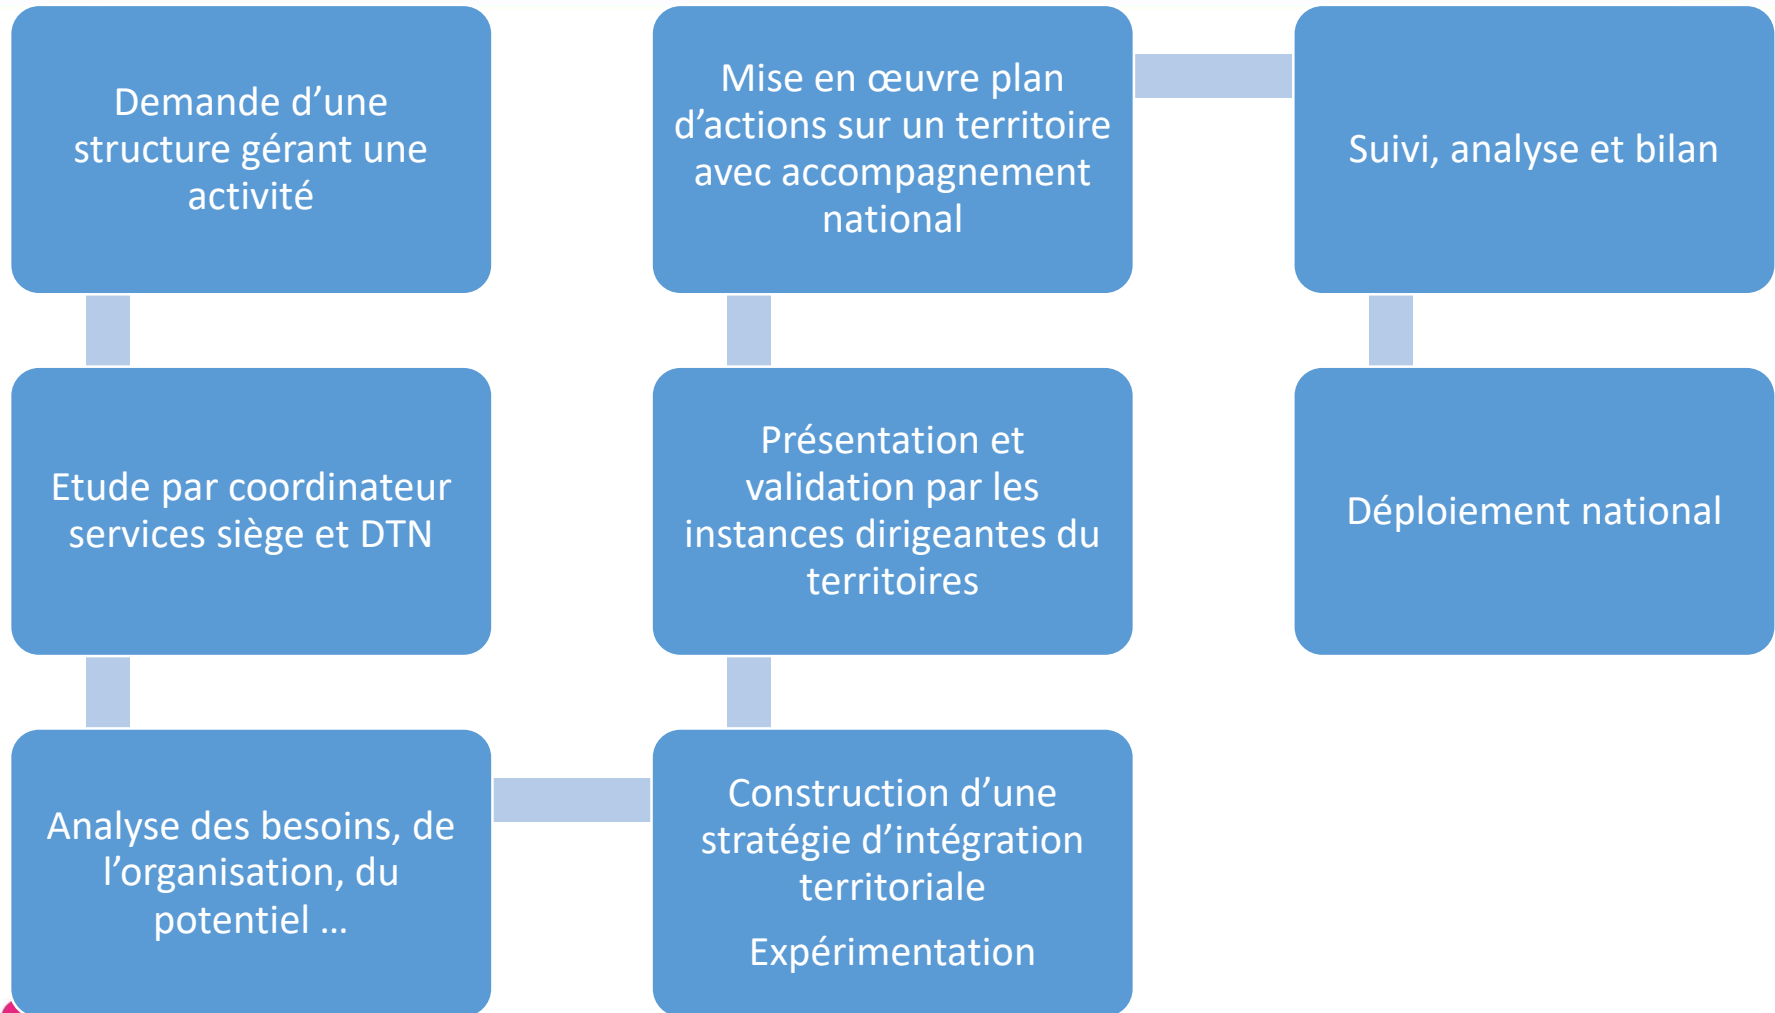 Demande d’une
structure gérant une
activité
Etude par coordinateur
services siège et DTN
Analyse des besoins, de
l’organisation, du
potentiel …
Construction d’une
stratégie d’intégration
territoriale
Expérimentation
Présentation et
validation par les
instances dirigeantes du
territoires
Mise en œuvre plan
d’actions sur un territoire
avec accompagnement
national
Suivi, analyse et bilan
Déploiement national